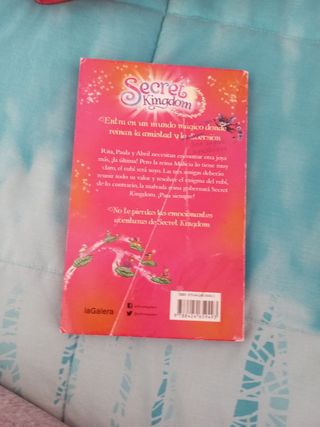 Secret
Kingdom
Entra en un mundo mágico donde
reinan la amistad y la diversión
Rita, Paula y Abril necesitan encontrar otra joya
más, ¡la última! Pero la reina Malicia lo tiene muy
claro, el rubí será suyo. Las tres amigas deberán
reunir todo su valor y resolver el enigma del rubí,
de lo contrario, la malvada reina gobernará Secret
Kingdom. ¿Para siempre?
No te pierdas las emocionantes
aventuras de Secret Kingdom
laGalera